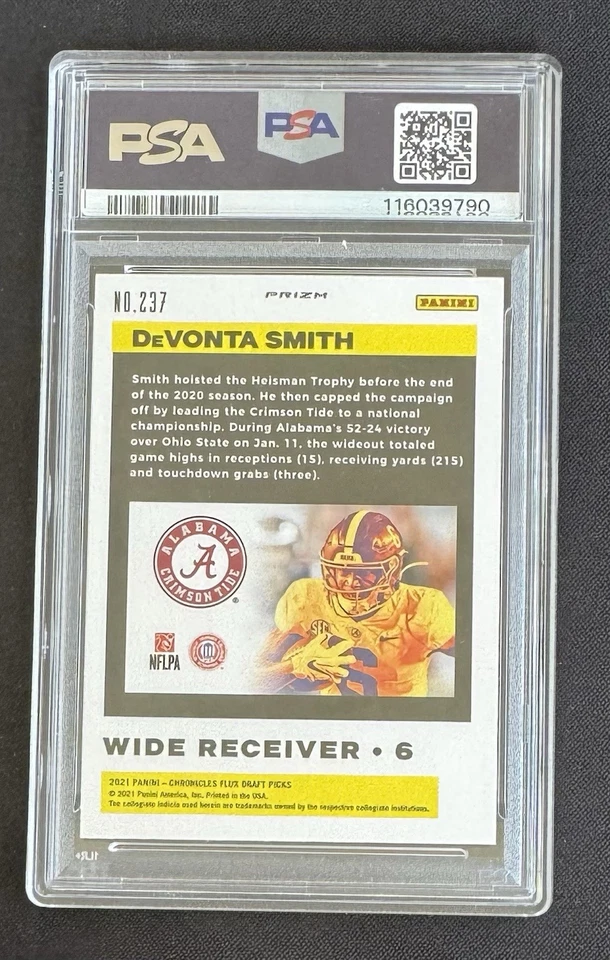 PSA
PSA
116039790
NO.237
PRIZM
PANINI
DEVONTA SMITH
Smith hoisted the Heisman Trophy before the end
of the 2020 season. He then capped the campaign
off by leading the Crimson Tide to a national
championship. During Alabama's 52-24 victory
over Ohio State on Jan. 11, the wideout totaled
game highs in receptions (15), receiving yards (215)
and touchdown grabs (three).
ALABAMA
A
CRIMSON TIDE
®
NFLPA
SEC
WIDE RECEIVER • 6
2021 PANINI – CHRONICLES FLUX DRAFT PICKS
© 2021 Panini America, Inc. Printed in the USA.
The collegiate indicia used herein are trademarks owned by the respective collegiate institutions.